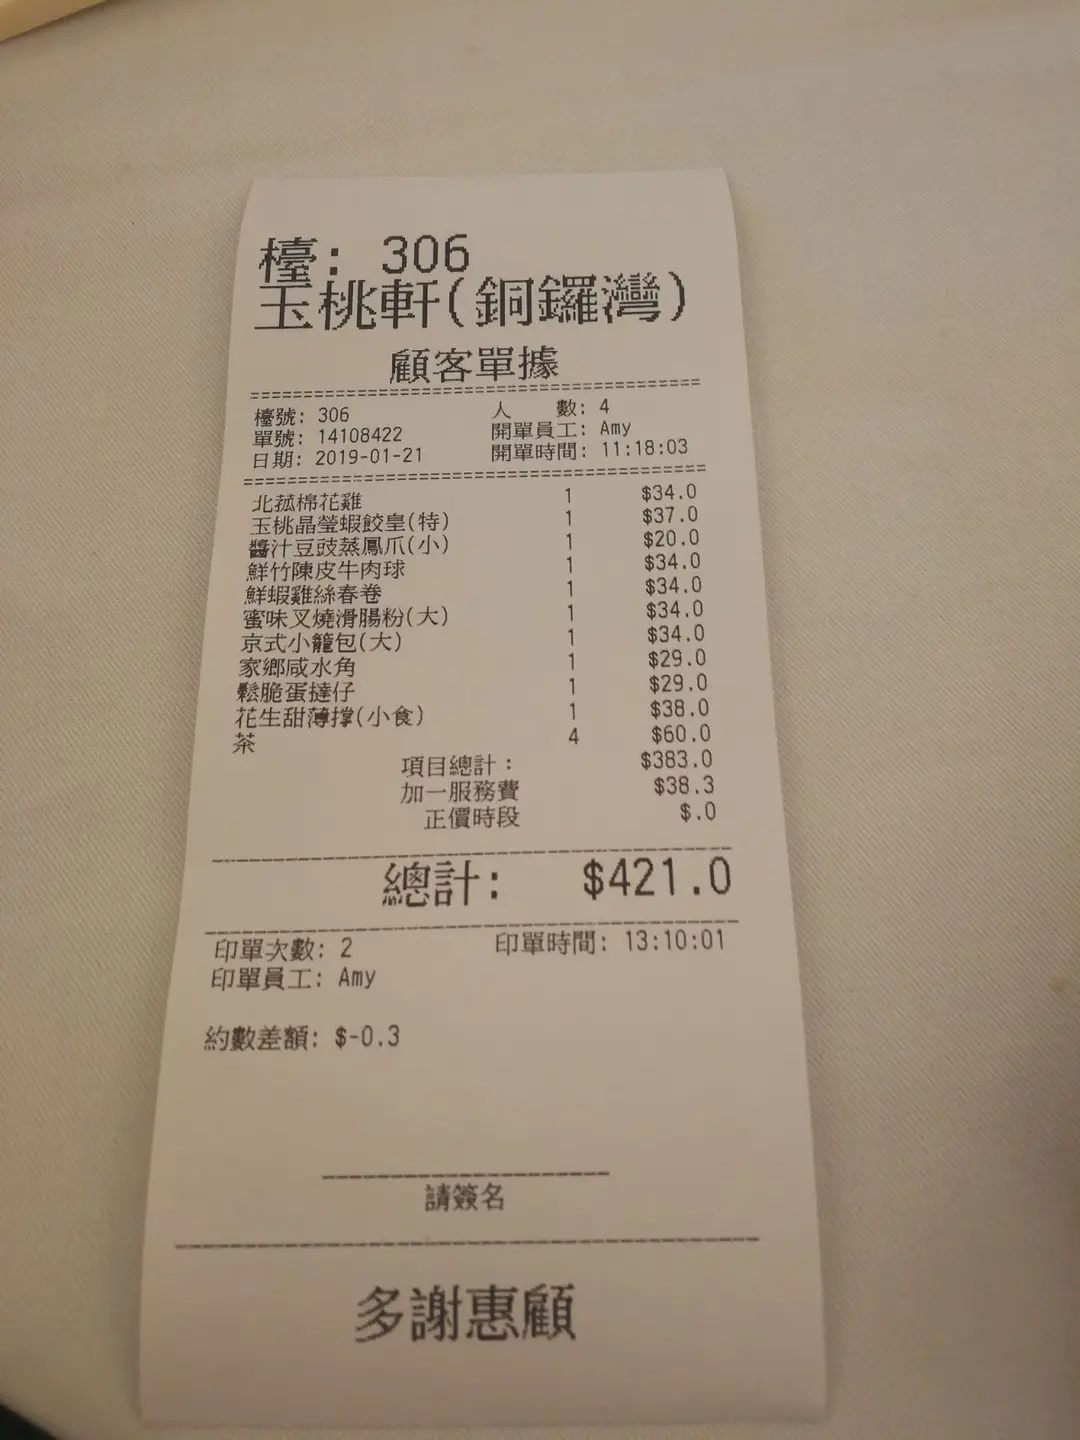 檯: 306
玉桃軒(銅鑼灣)
顧客單據
檯號: 306 人 數: 4
單號: 14108422 開單員工: Amy
日期: 2019-01-21 開單時間: 11:18:03
北菰棉花雞 1 $34.0
玉桃晶瑩蝦餃皇(特) 1 $37.0
醬汁豆豉蒸鳳爪(小) 1 $20.0
鮮竹陳皮牛肉球 1 $34.0
鮮蝦雞絲春卷 1 $34.0
蜜味叉燒滑腸粉(大) 1 $34.0
京式小籠包(大) 1 $34.0
家鄉咸水角 1 $29.0
鬆脆蛋撻仔 1 $29.0
花生甜薄撑(小食) 1 $38.0
茶 4 $60.0
項目總計: $383.0
加一服務費 $38.3
正價時段 $.0
總計: $421.0
印單次數: 2 印單時間: 13:10:01
印單員工: Amy
約數差額: $-0.3
請簽名
多謝惠顧